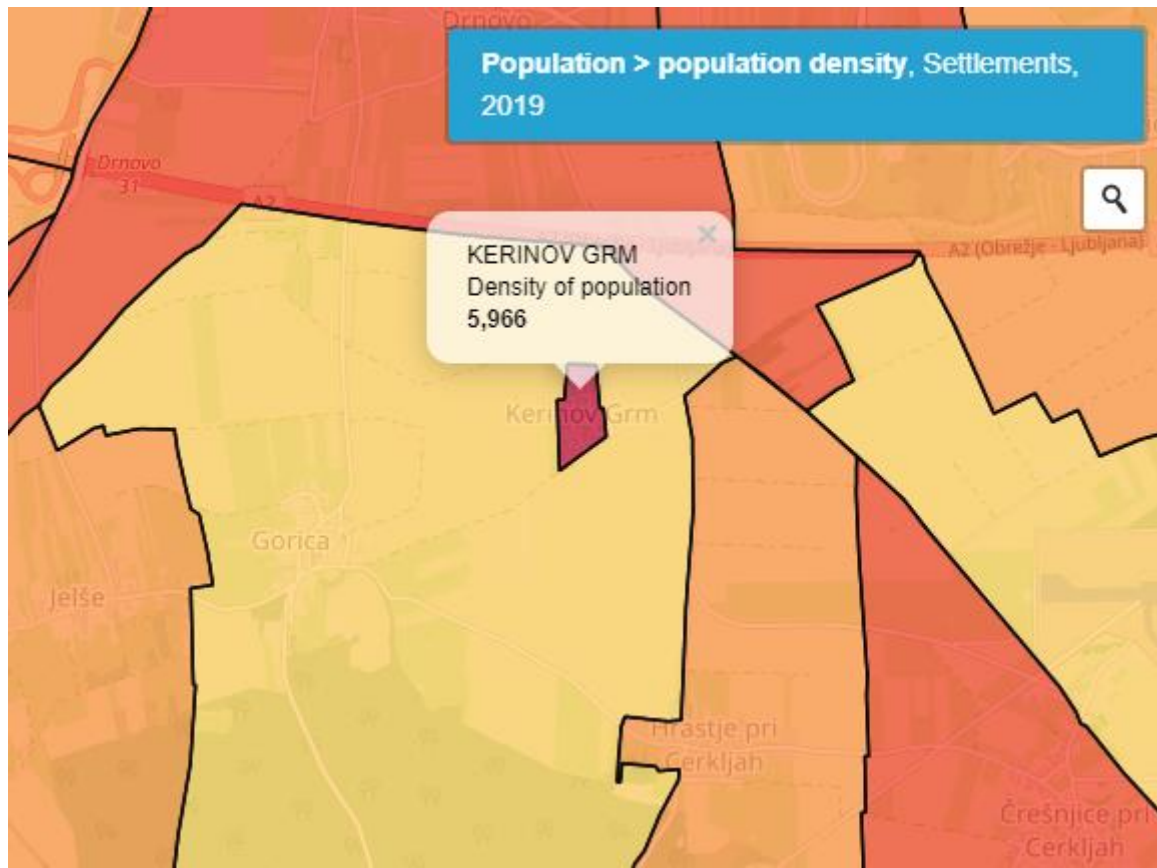 Drnovo
Population > population density, Settlements,
2019
Drnovo
31
A2
A2 (Obrežje - Ljubljana)
KERINOV GRM
Density of population
5,966
Kerinov Grm
Gorica
Jelše
Hrastje pri
Cerkljah
Črešnjice pri
Cerkljah